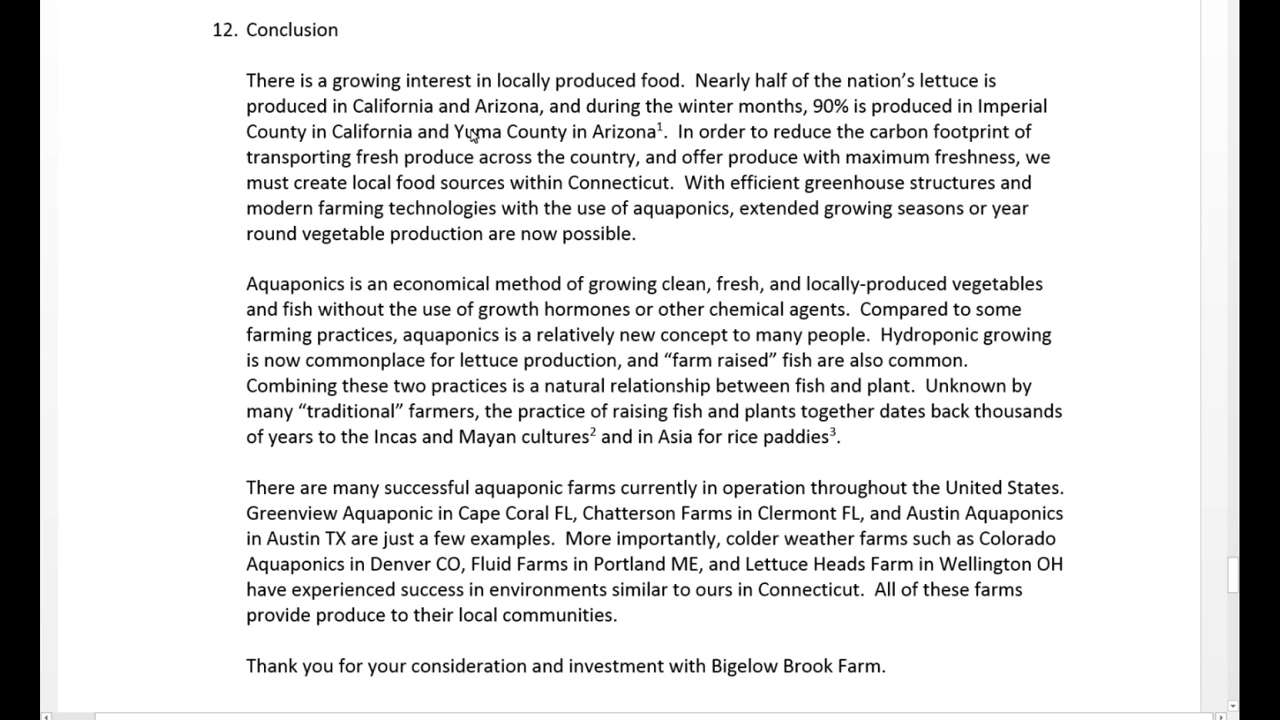 12. Conclusion
There is a growing interest in locally produced food. Nearly half of the nation’s lettuce is
produced in California and Arizona, and during the winter months, 90% is produced in Imperial
County in California and Yuma County in Arizona¹. In order to reduce the carbon footprint of
transporting fresh produce across the country, and offer produce with maximum freshness, we
must create local food sources within Connecticut. With efficient greenhouse structures and
modern farming technologies with the use of aquaponics, extended growing seasons or year
round vegetable production are now possible.
Aquaponics is an economical method of growing clean, fresh, and locally-produced vegetables
and fish without the use of growth hormones or other chemical agents. Compared to some
farming practices, aquaponics is a relatively new concept to many people. Hydroponic growing
is now commonplace for lettuce production, and “farm raised” fish are also common.
Combining these two practices is a natural relationship between fish and plant. Unknown by
many “traditional” farmers, the practice of raising fish and plants together dates back thousands
of years to the Incas and Mayan cultures² and in Asia for rice paddies³.
There are many successful aquaponic farms currently in operation throughout the United States.
Greenview Aquaponic in Cape Coral FL, Chatterson Farms in Clermont FL, and Austin Aquaponics
in Austin TX are just a few examples. More importantly, colder weather farms such as Colorado
Aquaponics in Denver CO, Fluid Farms in Portland ME, and Lettuce Heads Farm in Wellington OH
have experienced success in environments similar to ours in Connecticut. All of these farms
provide produce to their local communities.
Thank you for your consideration and investment with Bigelow Brook Farm.